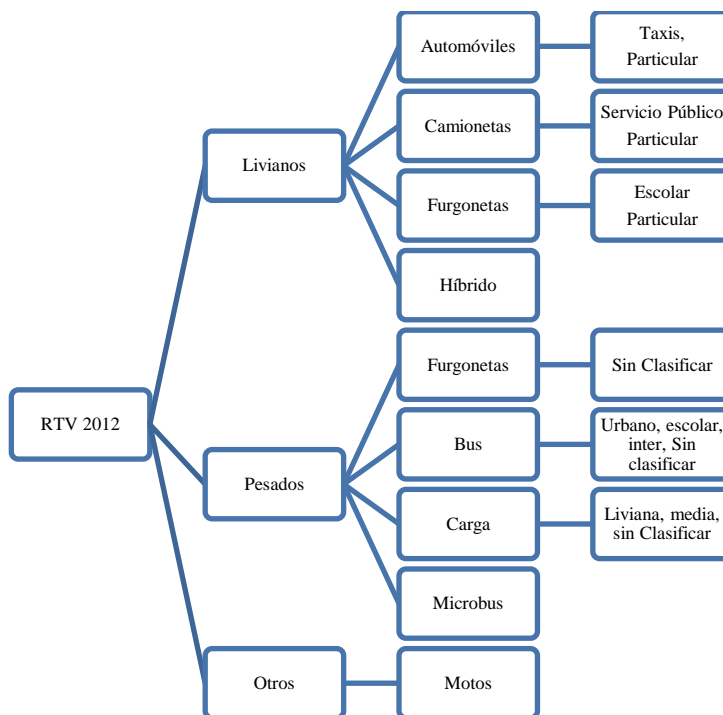 RTV 2012
Livianos
Automóviles
Taxis,
Particular
Camionetas
Servicio Público
Particular
Furgonetas
Escolar
Particular
Híbrido
Pesados
Furgonetas
Sin Clasificar
Bus
Urbano, escolar,
inter, Sin
clasificar
Carga
Liviana, media,
sin Clasificar
Microbus
Otros
Motos